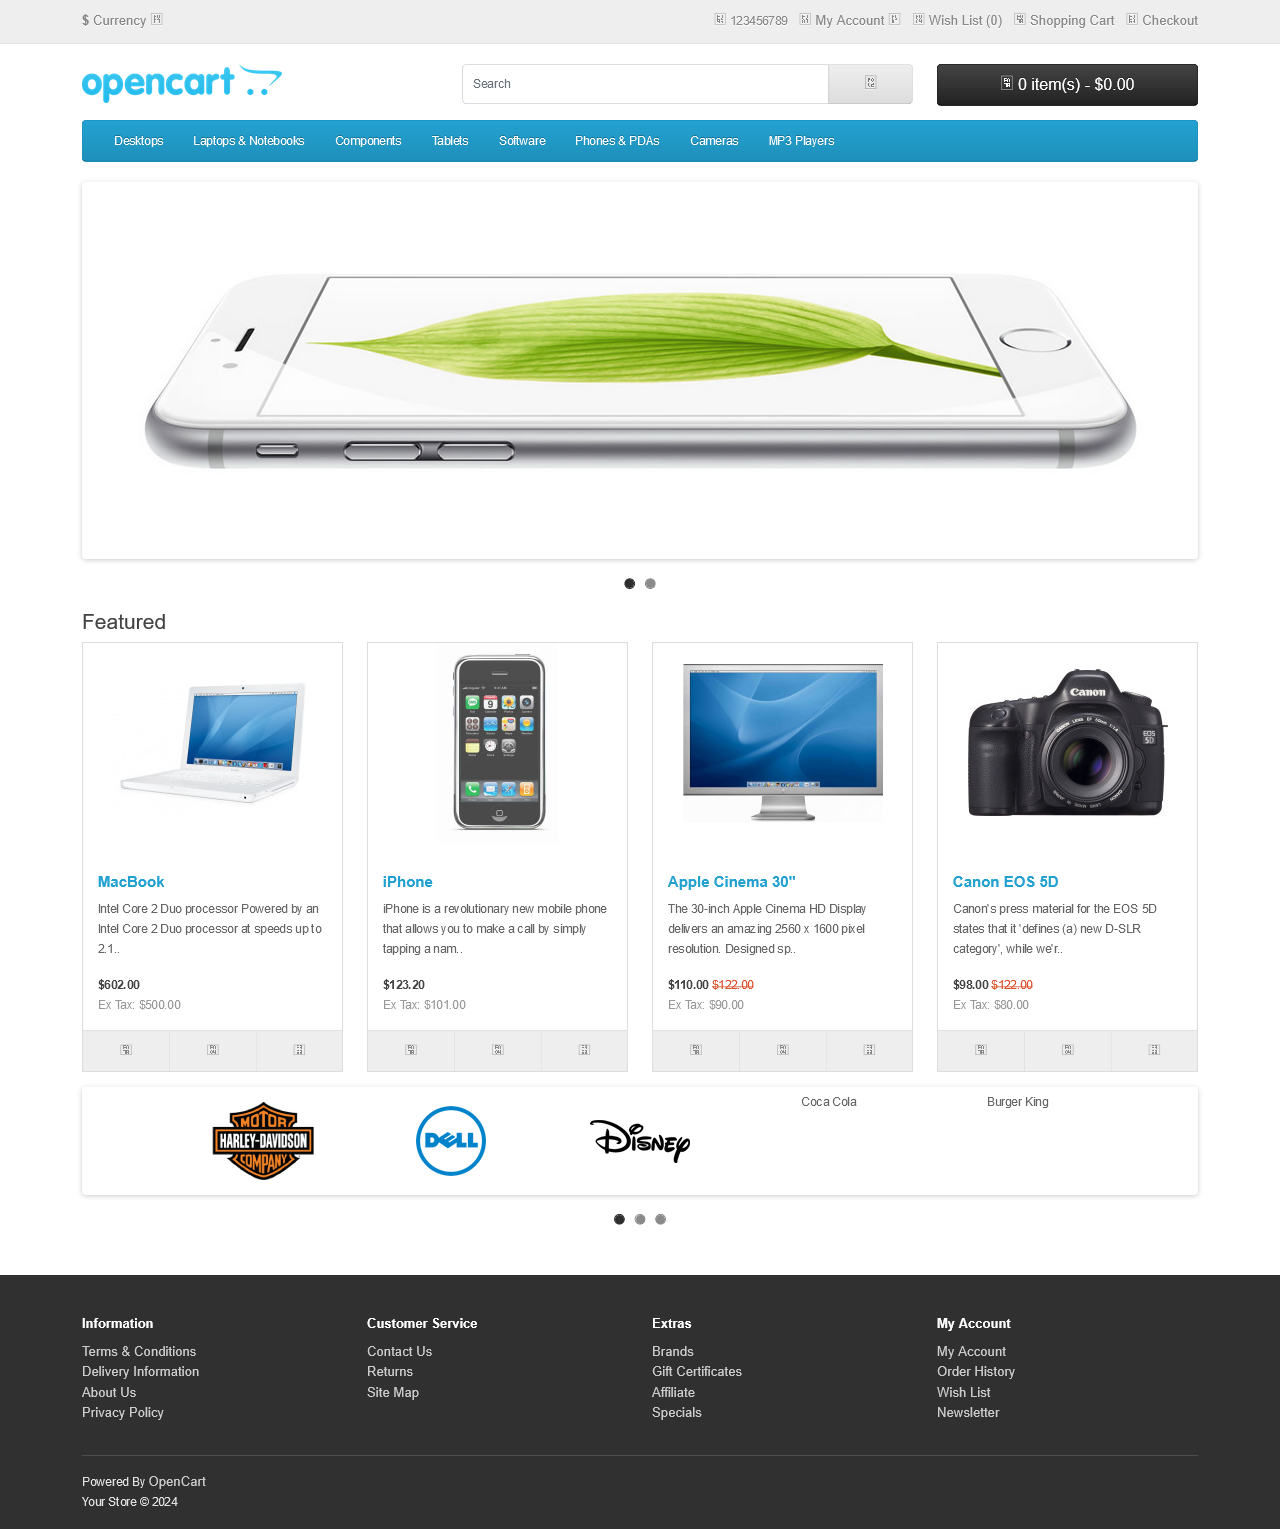 $ Currency
123456789 My Account Wish List (0) Shopping Cart Checkout
opencart
Search
0 item(s) - $0.00
Desktops Laptops & Notebooks Components Tablets Software Phones & PDAs Cameras MP3 Players
Featured
Canon
EOS
5D
MacBook
Intel Core 2 Duo processor Powered by an
Intel Core 2 Duo processor at speeds up to
2.1..
$602.00
Ex Tax: $500.00
iPhone
iPhone is a revolutionary new mobile phone
that allows you to make a call by simply
tapping a nam..
$123.20
Ex Tax: $101.00
Apple Cinema 30"
The 30-inch Apple Cinema HD Display
delivers an amazing 2560 x 1600 pixel
resolution. Designed sp..
$110.00 $122.00
Ex Tax: $90.00
Canon EOS 5D
Canon's press material for the EOS 5D
states that it 'defines (a) new D-SLR
category', while we'r..
$98.00 $122.00
Ex Tax: $80.00
MOTOR
HARLEY-DAVIDSON
COMPANY
DELL
Disney
Coca Cola
Burger King
Information
Terms & Conditions
Delivery Information
About Us
Privacy Policy
Customer Service
Contact Us
Returns
Site Map
Extras
Brands
Gift Certificates
Affiliate
Specials
My Account
My Account
Order History
Wish List
Newsletter
Powered By OpenCart
Your Store © 2024